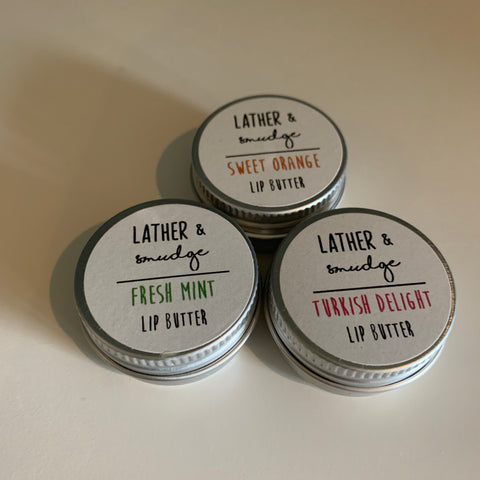 LATHER &
smudge
SWEET ORANGE
LIP BUTTER
LATHER &
smudge
FRESH MINT
LIP BUTTER
LATHER &
smudge
TURKISH DELIGHT
LIP BUTTER